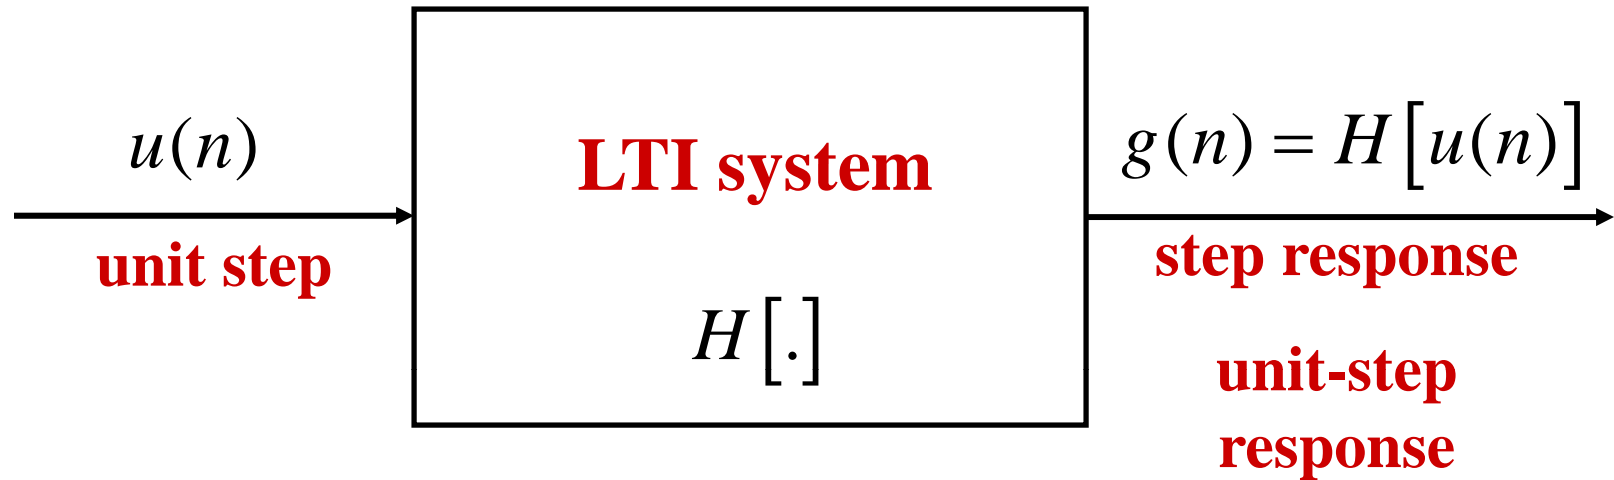 u(n)
unit step
LTI system
H[.]
g(n) = H[u(n)]
step response
unit-step
response